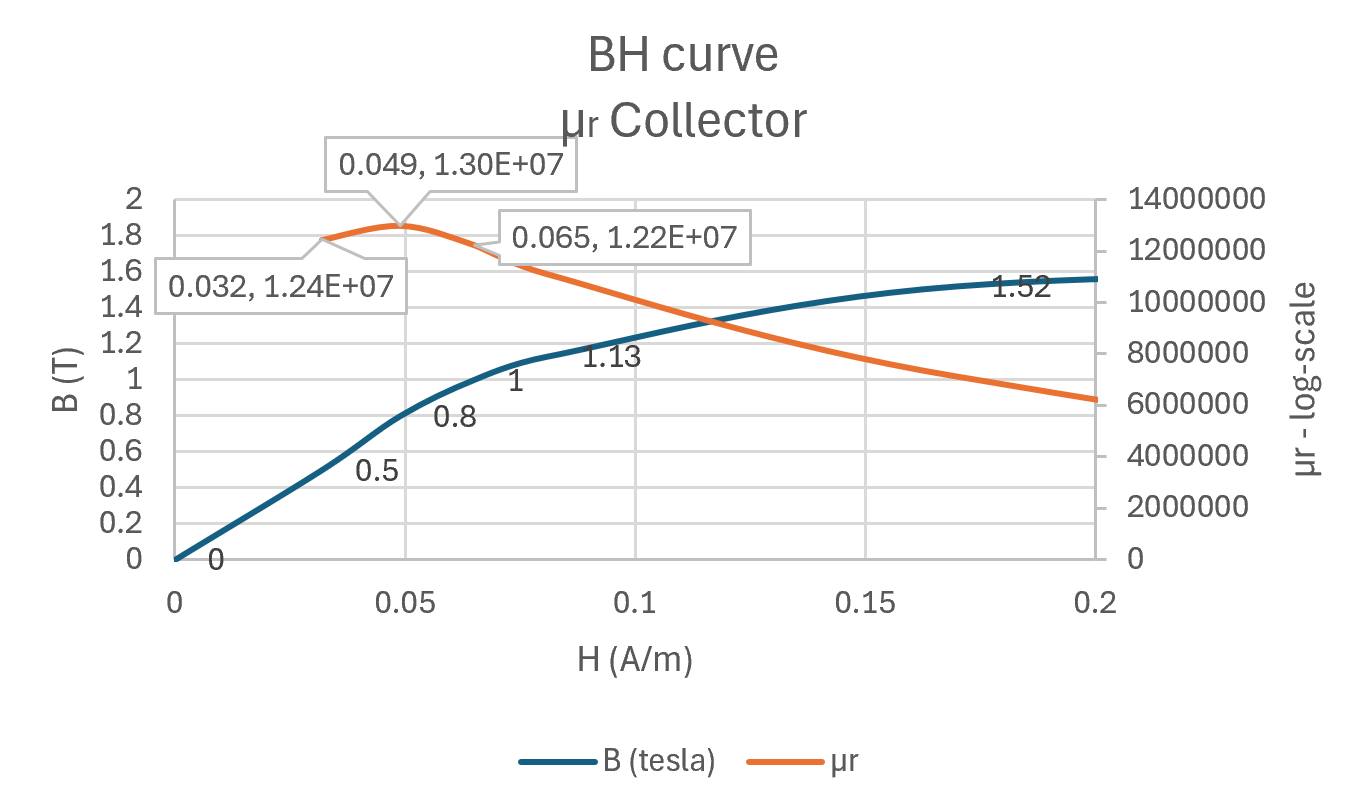 BH curve
µr Collector
0.049, 1.30E+07
0.065, 1.22E+07
0.032, 1.24E+07
2
1.8
1.6
1.4
1.2
1
0.8
0.6
0.4
0.2
0
B (T)
0
0.5
0.8
1
1.13
1.52
14000000
12000000
10000000
8000000
6000000
4000000
2000000
0
µr - log-scale
0 0.05 0.1 0.15 0.2
H (A/m)
B (tesla) µr